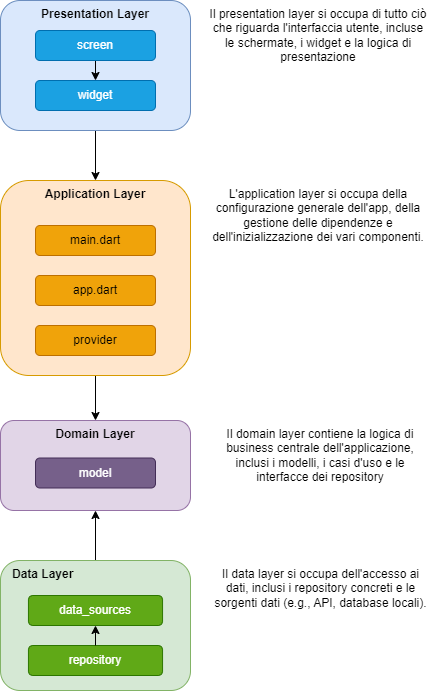 Presentation Layer
screen
widget
Il presentation layer si occupa di tutto ciò
che riguarda l'interfaccia utente, incluse
le schermate, i widget e la logica di
presentazione
Application Layer
main.dart
app.dart
provider
L'application layer si occupa della
configurazione generale dell'app, della
gestione delle dipendenze e
dell'inizializzazione dei vari componenti.
Domain Layer
model
Il domain layer contiene la logica di
business centrale dell'applicazione,
inclusi i modelli, i casi d'uso e le
interfacce dei repository
Data Layer
data_sources
repository
Il data layer si occupa dell'accesso ai
dati, inclusi i repository concreti e le
sorgenti dati (e.g., API, database locali).